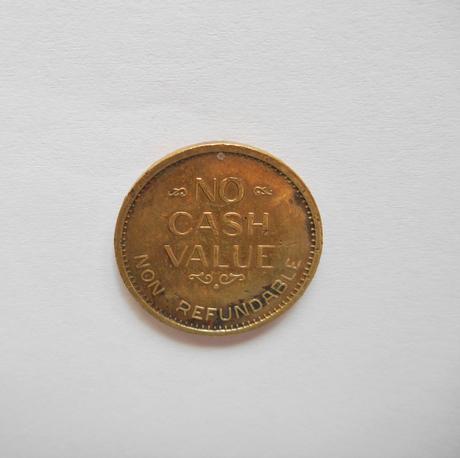 NO
CASH
VALUE
NON REFUNDABLE